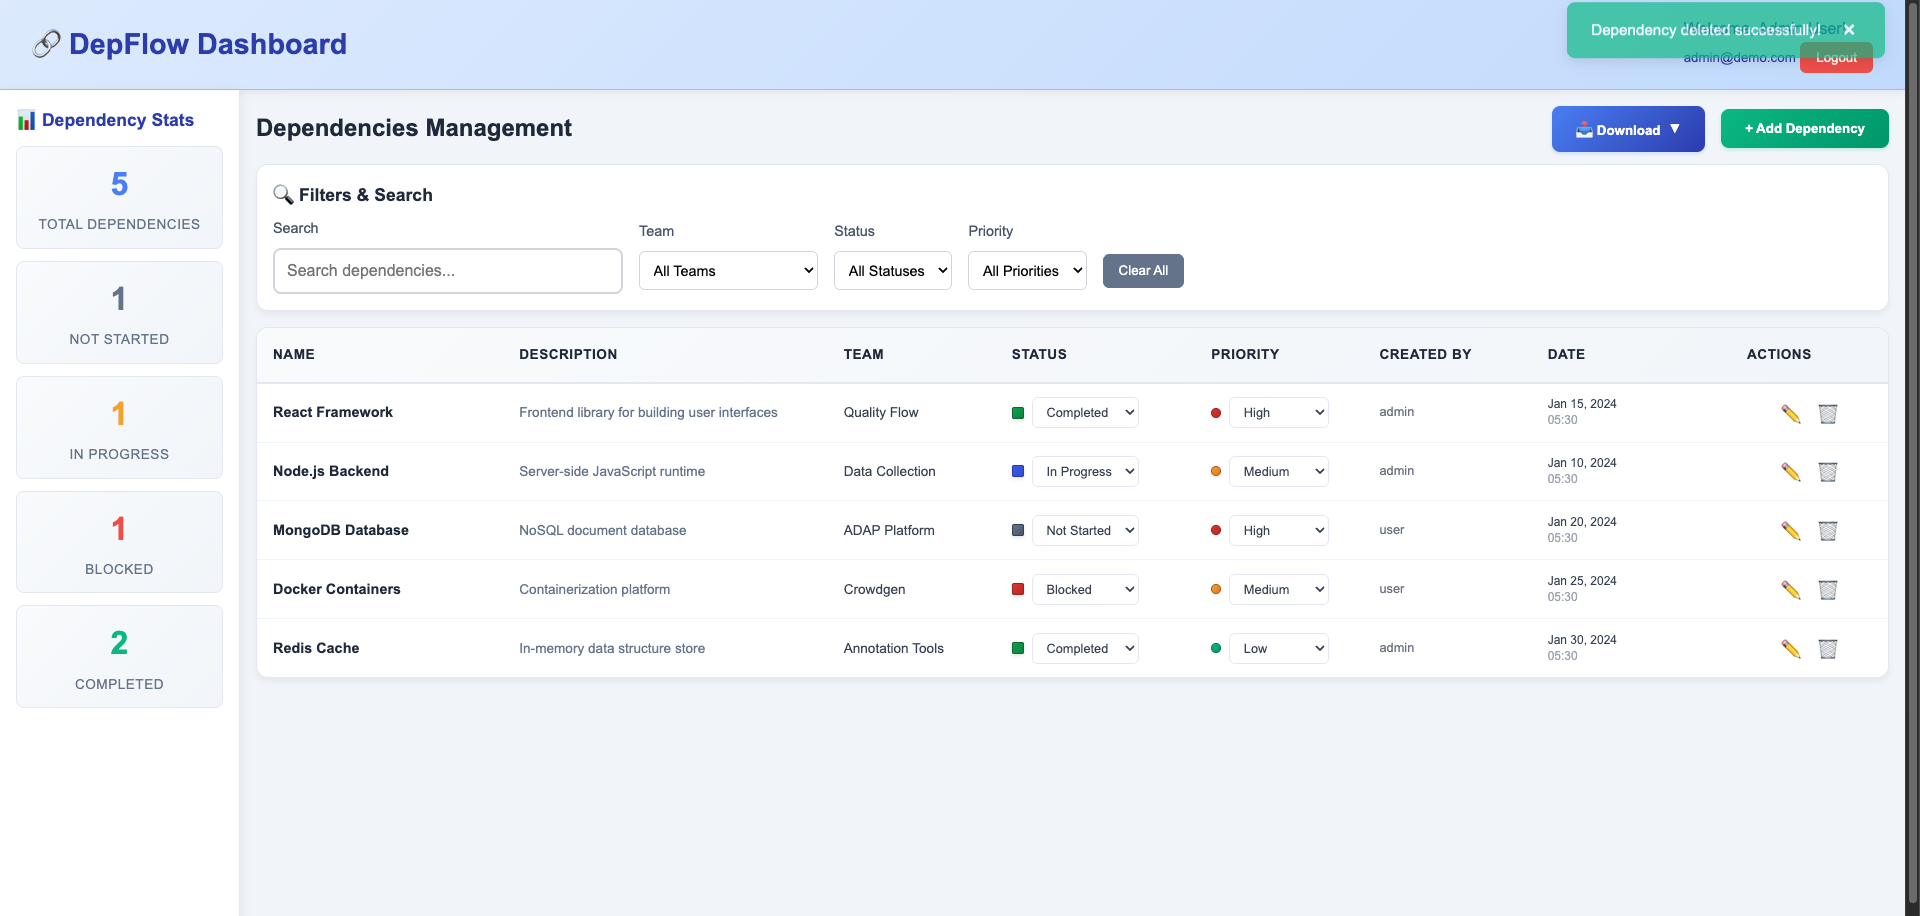 DepFlow Dashboard
Dependency deleted successfully! ×
Welcome, Admin User!
admin@demo.com Logout
Dependency Stats
5
TOTAL DEPENDENCIES
1
NOT STARTED
1
IN PROGRESS
1
BLOCKED
2
COMPLETED
Dependencies Management
Download ▼
+ Add Dependency
Filters & Search
Search
Team
Status
Priority
Search dependencies...
All Teams
All Statuses
All Priorities
Clear All
NAME DESCRIPTION TEAM STATUS PRIORITY CREATED BY DATE ACTIONS
React Framework Frontend library for building user interfaces Quality Flow Completed High admin Jan 15, 2024
05:30
Node.js Backend Server-side JavaScript runtime Data Collection In Progress Medium admin Jan 10, 2024
05:30
MongoDB Database NoSQL document database ADAP Platform Not Started High user Jan 20, 2024
05:30
Docker Containers Containerization platform Crowdgen Blocked Medium user Jan 25, 2024
05:30
Redis Cache In-memory data structure store Annotation Tools Completed Low admin Jan 30, 2024
05:30